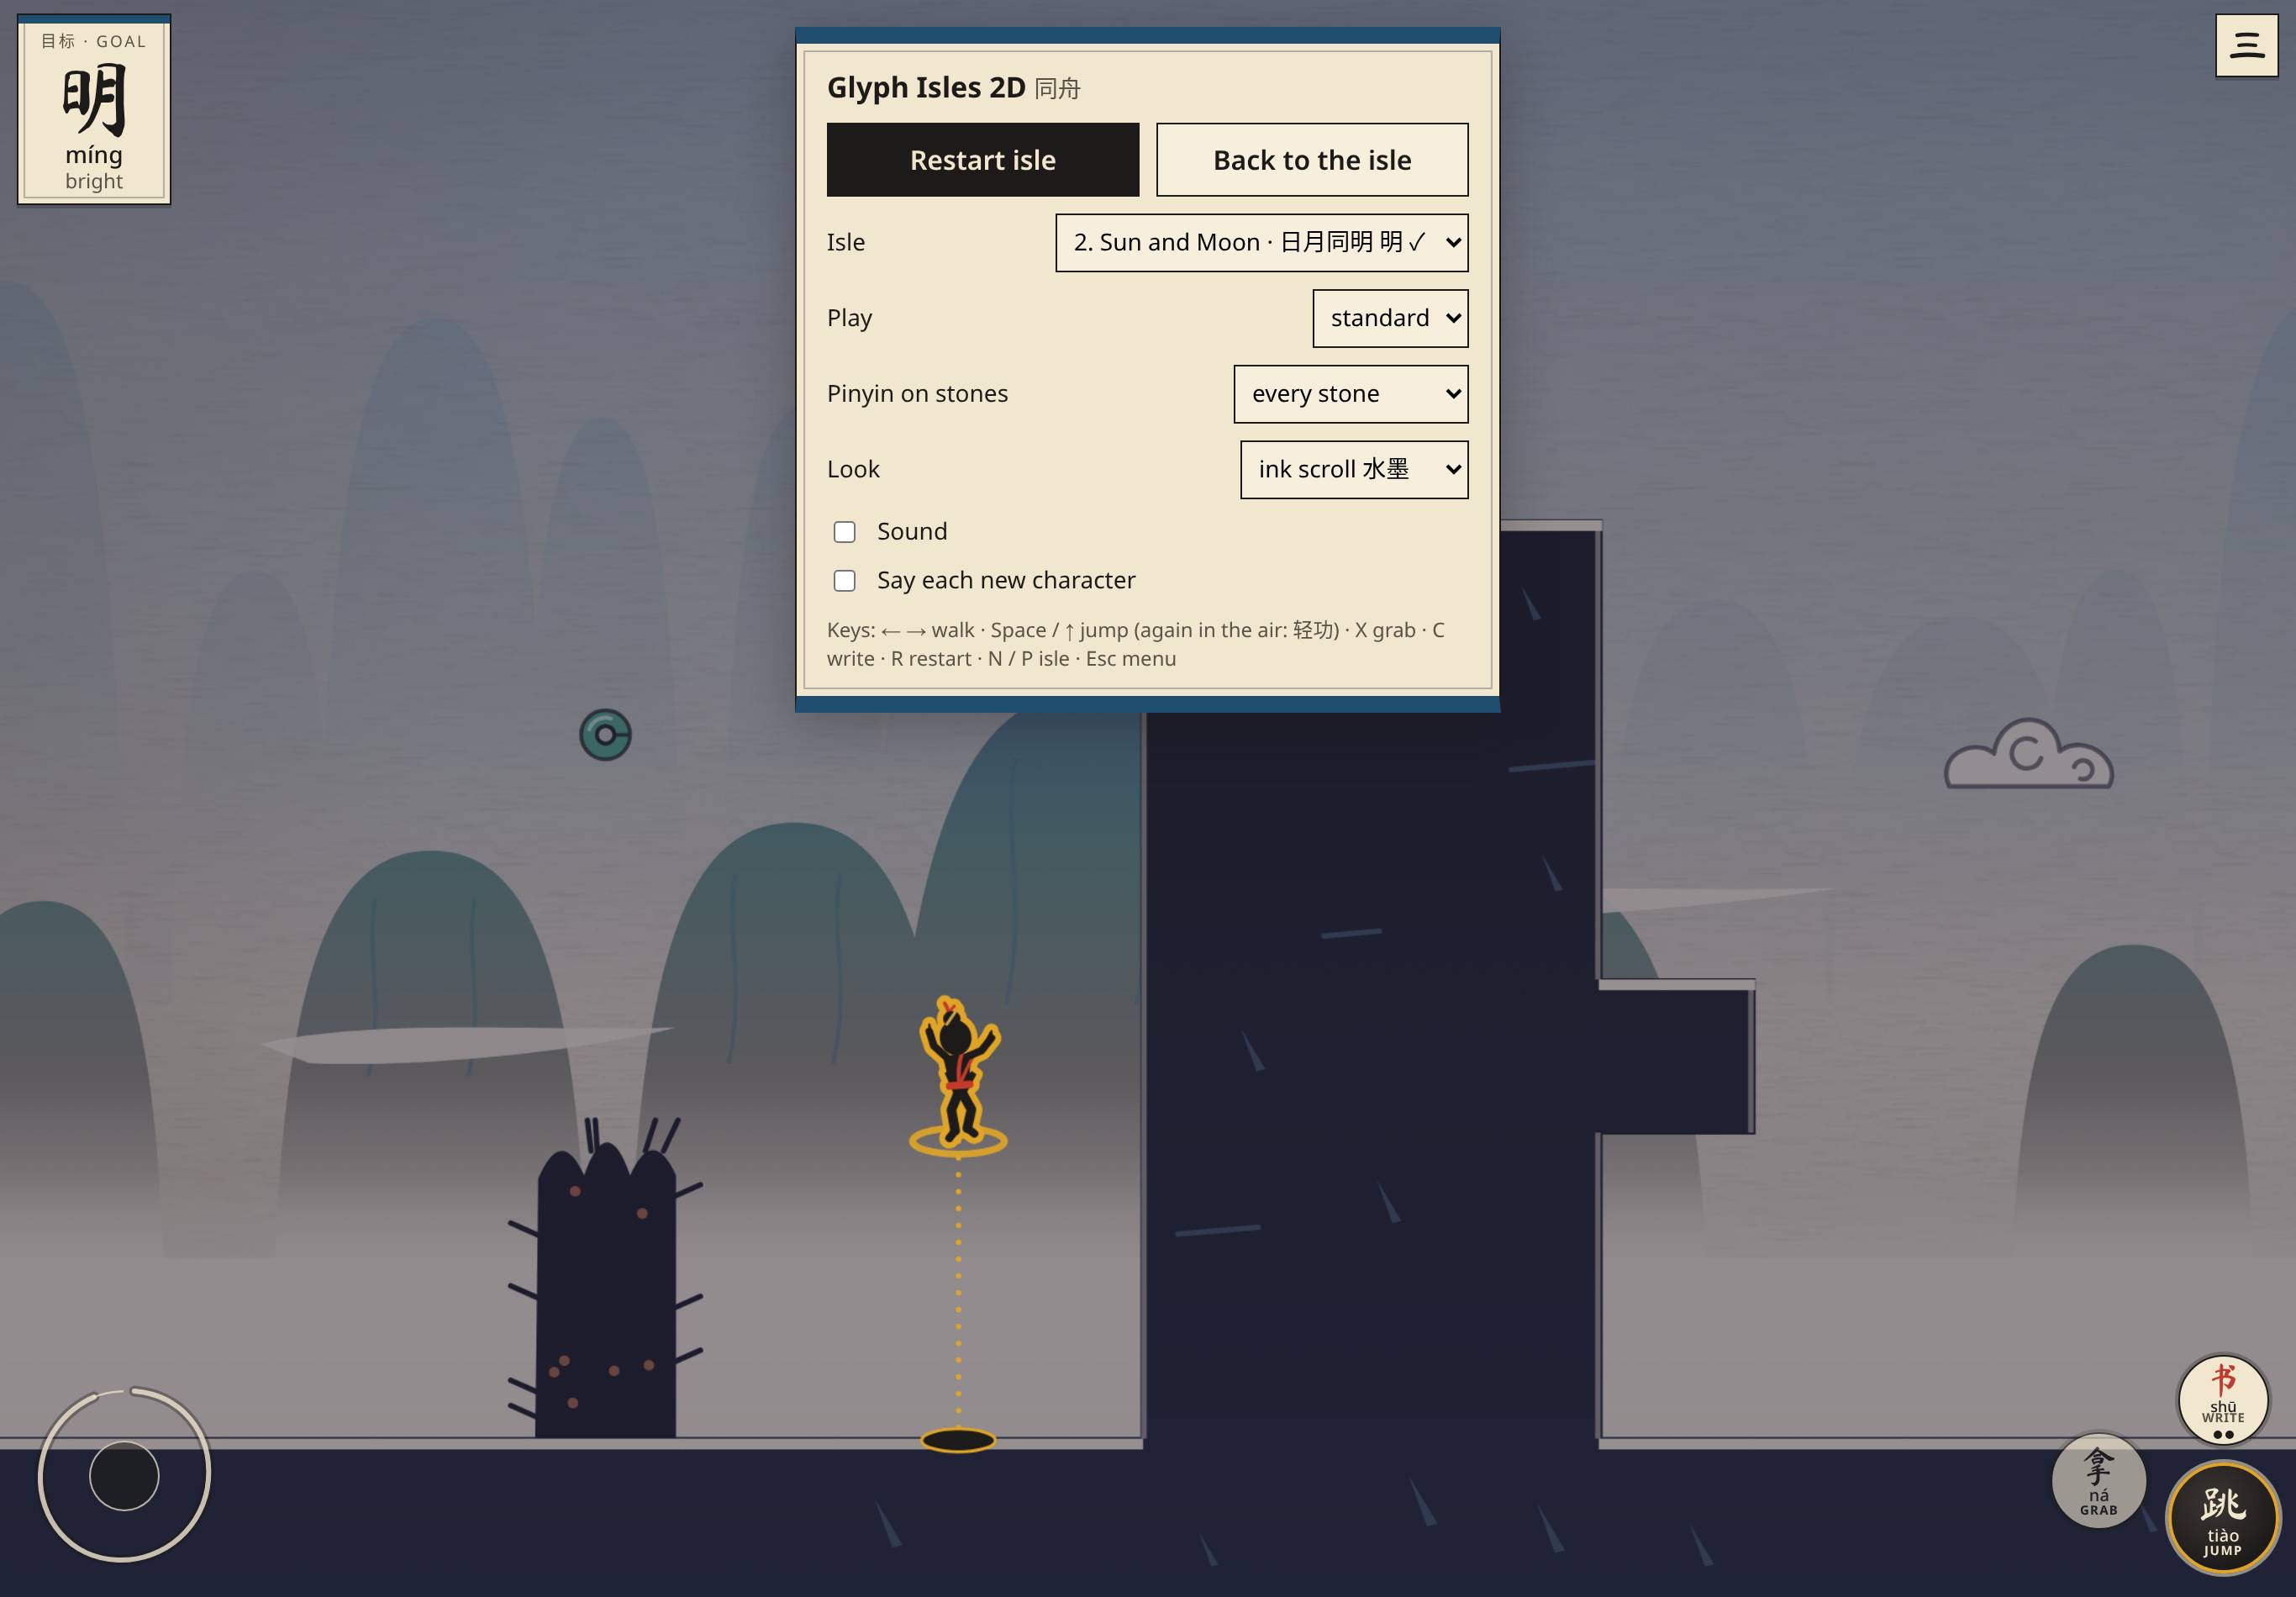 目标 · GOAL
明
míng
bright
三
Glyph Isles 2D 同舟
Restart isle
Back to the isle
Isle
2. Sun and Moon · 日月同明 明 ✓
Play
standard
Pinyin on stones
every stone
Look
ink scroll 水墨
Sound
Say each new character
Keys: ←→ walk · Space / ↑ jump (again in the air: 轻功) · X grab · C
write · R restart · N / P isle · Esc menu
书
shū
WRITE
拿
ná
GRAB
跳
tiào
JUMP